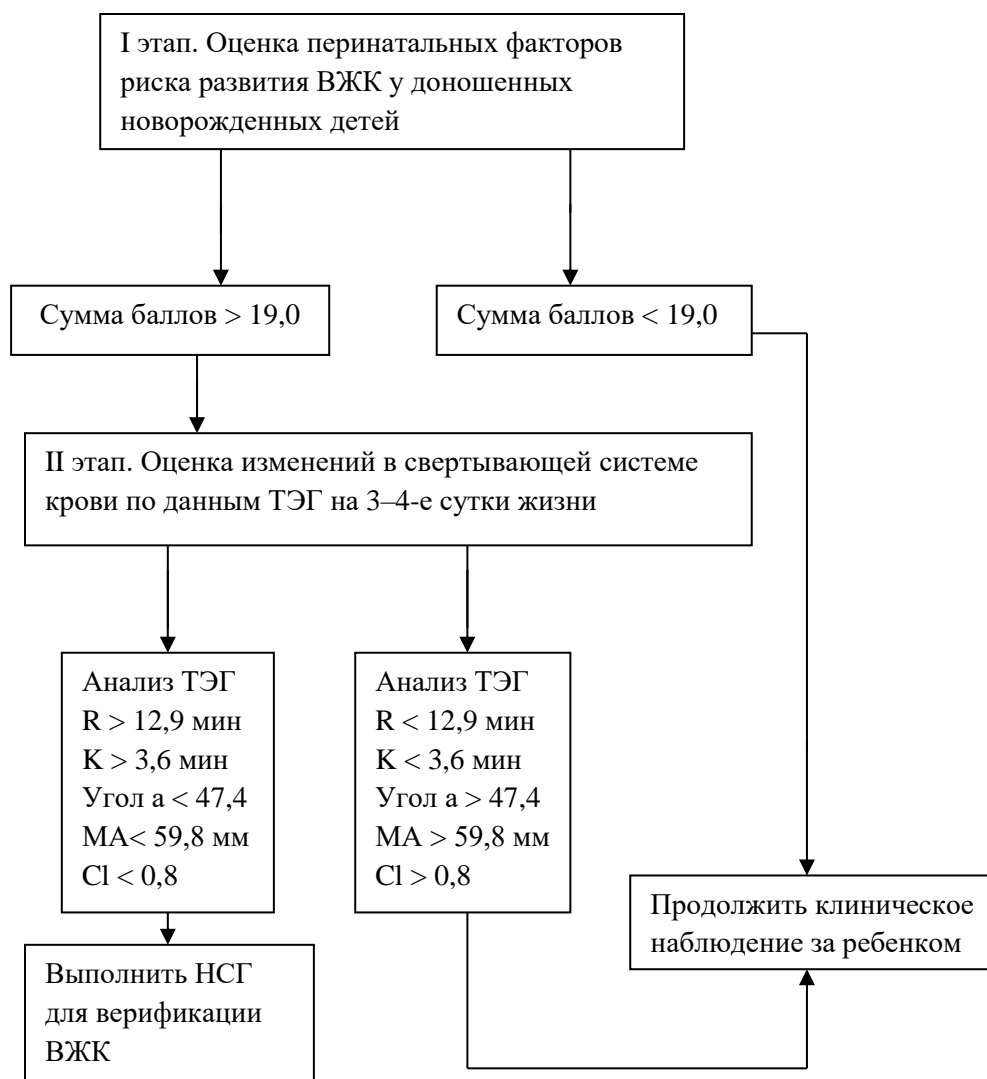 I этап. Оценка перинатальных факторов
риска развития ВЖК у доношенных
новорожденных детей
Сумма баллов > 19,0
Сумма баллов < 19,0
II этап. Оценка изменений в свертывающей системе
крови по данным ТЭГ на 3–4-е сутки жизни
Анализ ТЭГ
R > 12,9 мин
K > 3,6 мин
Угол a < 47,4
MA< 59,8 мм
Cl < 0,8
Анализ ТЭГ
R < 12,9 мин
K < 3,6 мин
Угол a > 47,4
MA > 59,8 мм
Cl > 0,8
Продолжить клиническое
наблюдение за ребенком
Выполнить НСГ
для верификации
ВЖК